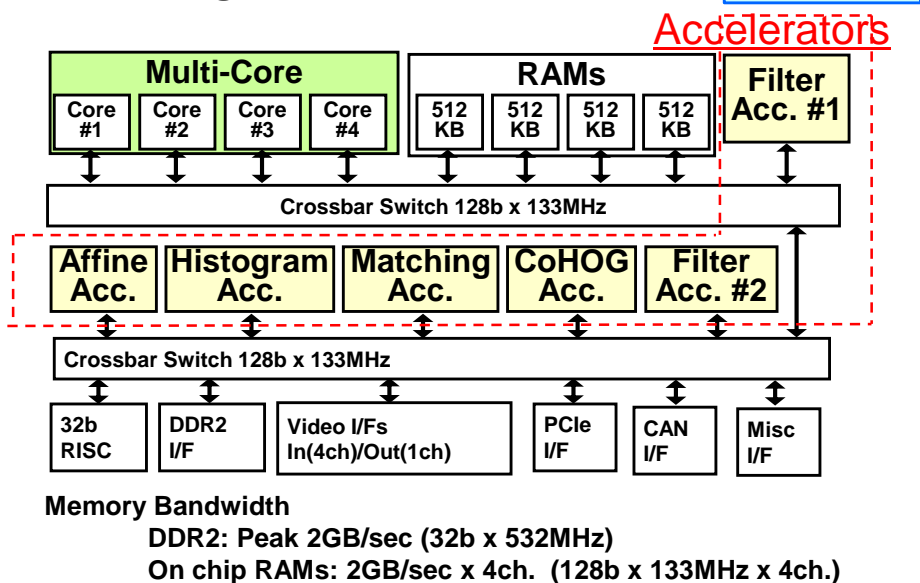 Accelerators
Multi-Core
Core #1
Core #2
Core #3
Core #4
RAMs
512 KB
512 KB
512 KB
512 KB
Filter
Acc. #1
Crossbar Switch 128b x 133MHz
Affine
Acc.
Histogram
Acc.
Matching
Acc.
CoHOG
Acc.
Filter
Acc. #2
Crossbar Switch 128b x 133MHz
32b
RISC
DDR2
I/F
Video I/Fs
In(4ch)/Out(1ch)
PCIe
I/F
CAN
I/F
Misc
I/F
Memory Bandwidth
DDR2: Peak 2GB/sec (32b x 532MHz)
On chip RAMs: 2GB/sec x 4ch. (128b x 133MHz x 4ch.)